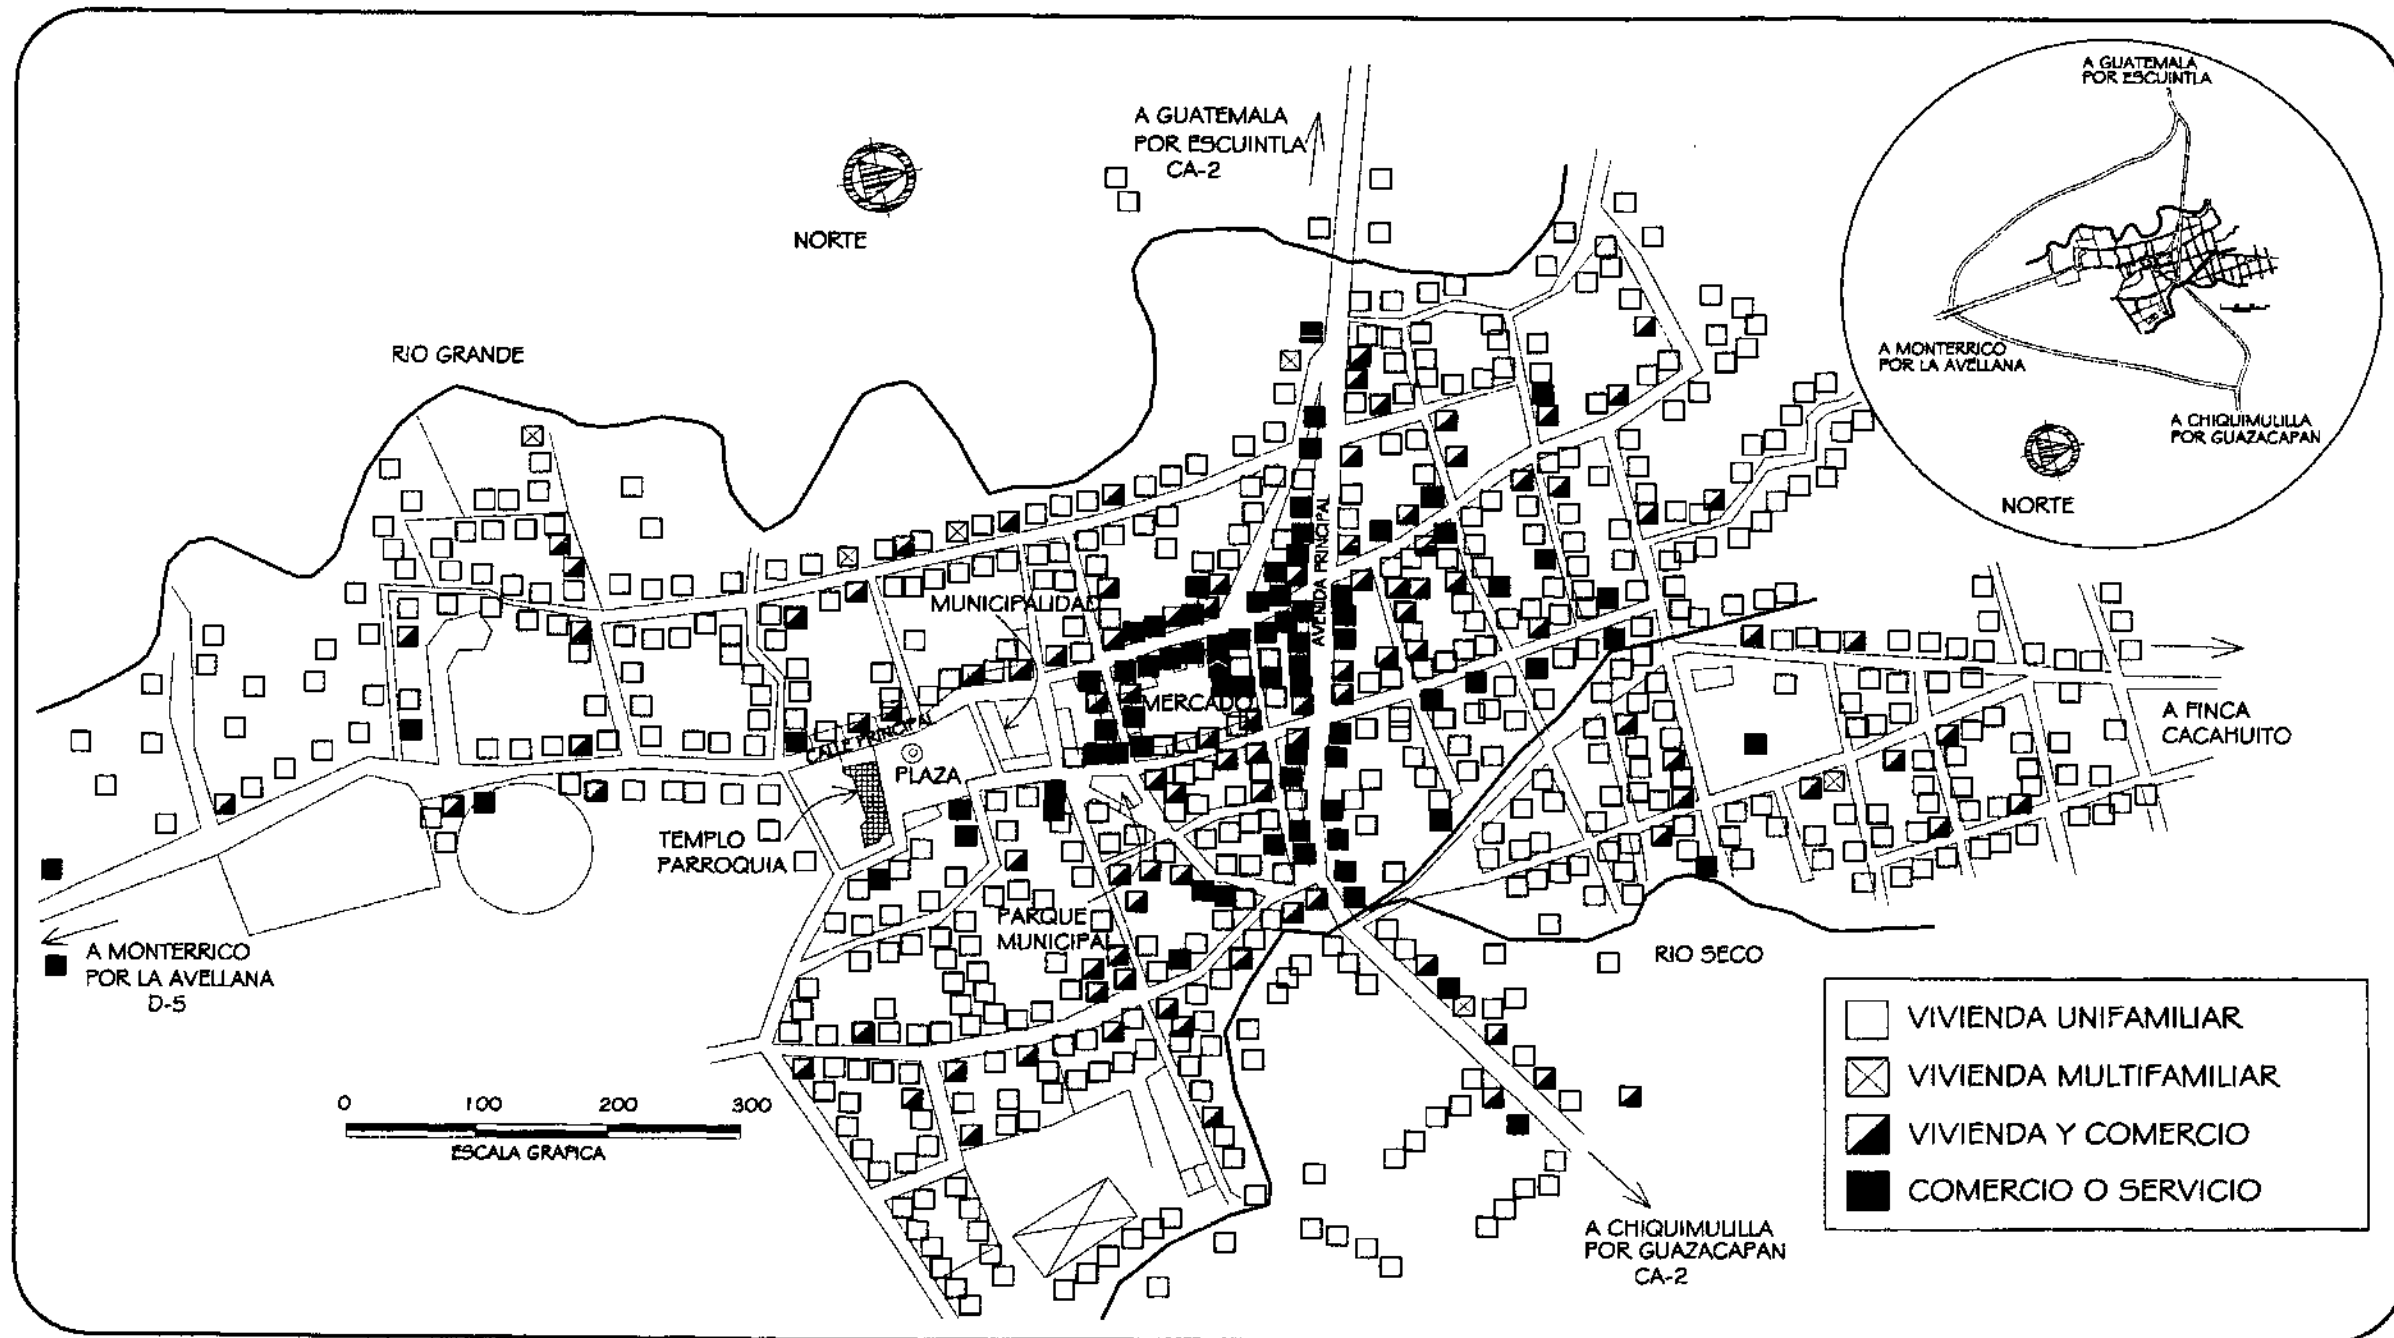 A GUATEMALA
POR ESCUINTLA
CA-2
NORTE
RIO GRANDE
A GUATEMALA
POR ESCUINTLA
A MONTERRICO
POR LA AVELLANA
A CHIQUIMULILLA
POR GUAZACAPAN
NORTE
AVENIDA PRINCIPAL
MUNICIPALIDAD
MERCADO
CALLE PRINCIPAL
PLAZA
TEMPLO
PARROQUIA
PARQUE
MUNICIPAL
A FINCA
CACAHUITO
RIO SECO
A MONTERRICO
POR LA AVELLANA
D-5
0 100 200 300
ESCALA GRAFICA
A CHIQUIMULILLA
POR GUAZACAPAN
CA-2
VIVIENDA UNIFAMILIAR
VIVIENDA MULTIFAMILIAR
VIVIENDA Y COMERCIO
COMERCIO O SERVICIO